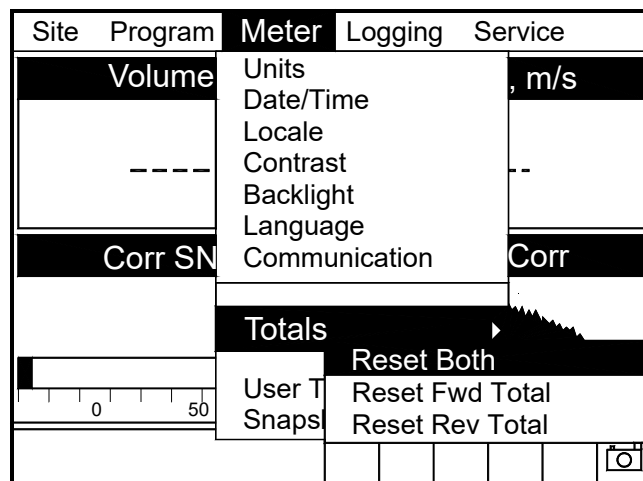 Site Program Meter Logging Service
Volume , m/s
Units
Date/Time
Locale
Contrast
Backlight
Language
Communication
Corr SN Corr
Totals
Reset Both
User T Reset Fwd Total
Snaps Reset Rev Total
0 50